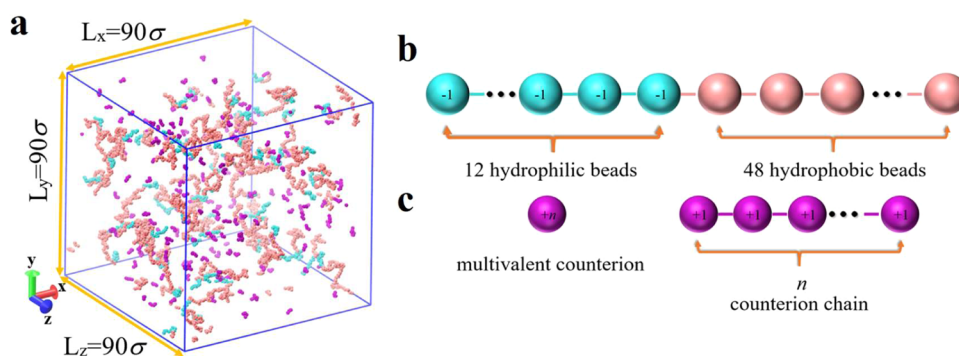 a
Lx=90σ
Ly=90σ
Lz=90σ
y
x
z
b
-1 ••• -1 -1 -1 •••
12 hydrophilic beads
48 hydrophobic beads
c
+n
multivalent counterion
+1 +1 +1 ••• +1
n
counterion chain